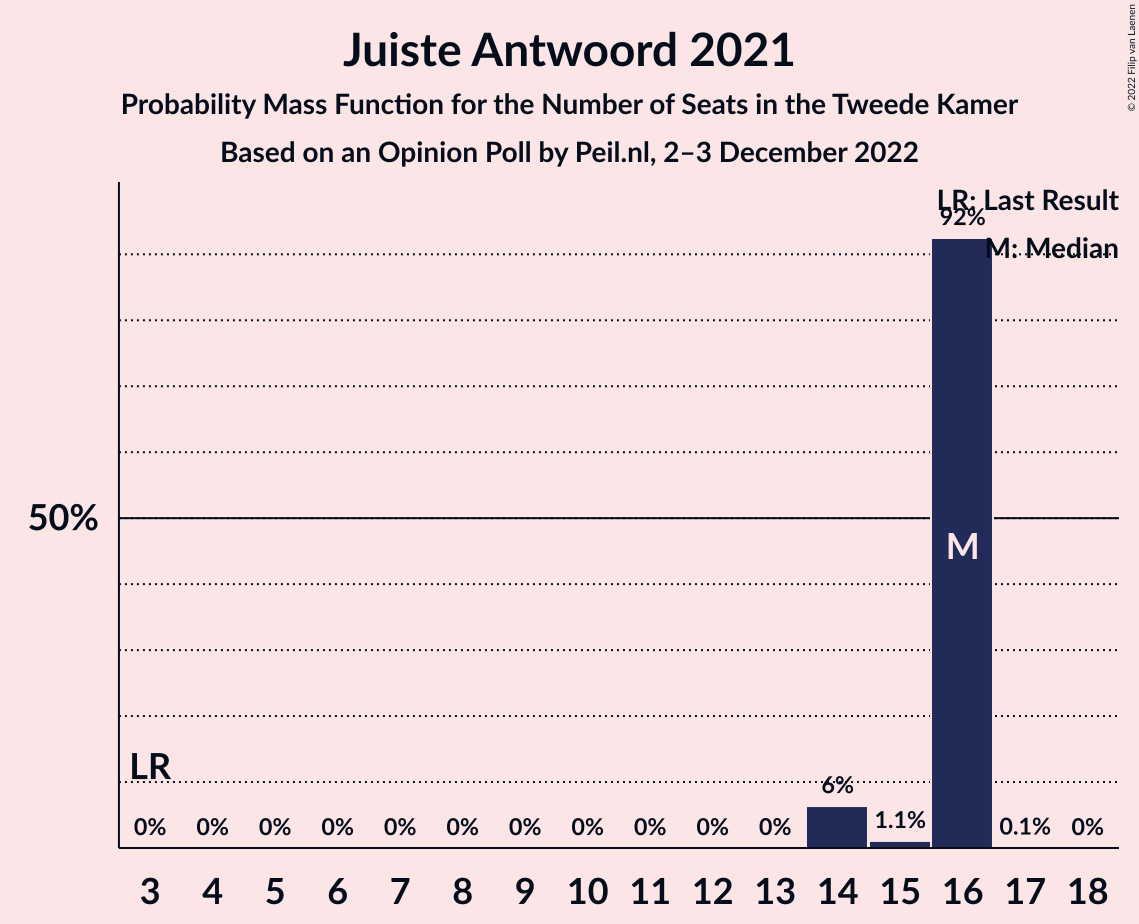 Juiste Antwoord 2021
Probability Mass Function for the Number of Seats in the Tweede Kamer
Based on an Opinion Poll by Peil.nl, 2–3 December 2022
© 2022 Filip van Laenen
LR: Last Result
92%
M: Median
50%
M
LR
6%
0% 0% 0% 0% 0% 0% 0% 0% 0% 0% 0% 1.1% 0.1% 0%
3 4 5 6 7 8 9 10 11 12 13 14 15 16 17 18